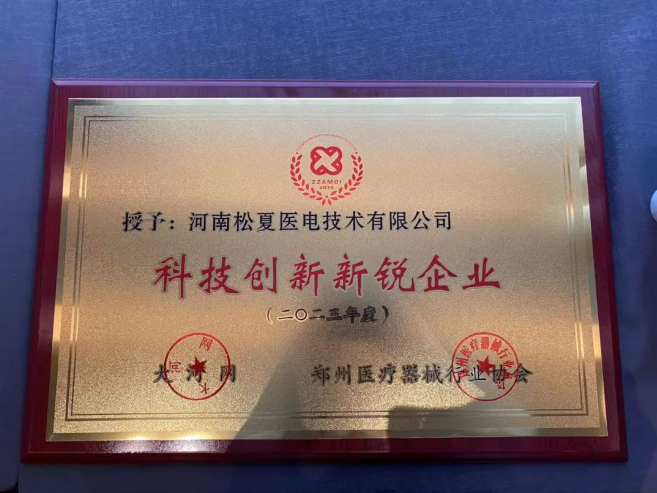 ZZAMDI
2015
授予：河南松夏医电技术有限公司
科技创新新锐企业
（二〇二三年度）
大河网 郑州医疗器械行业协会